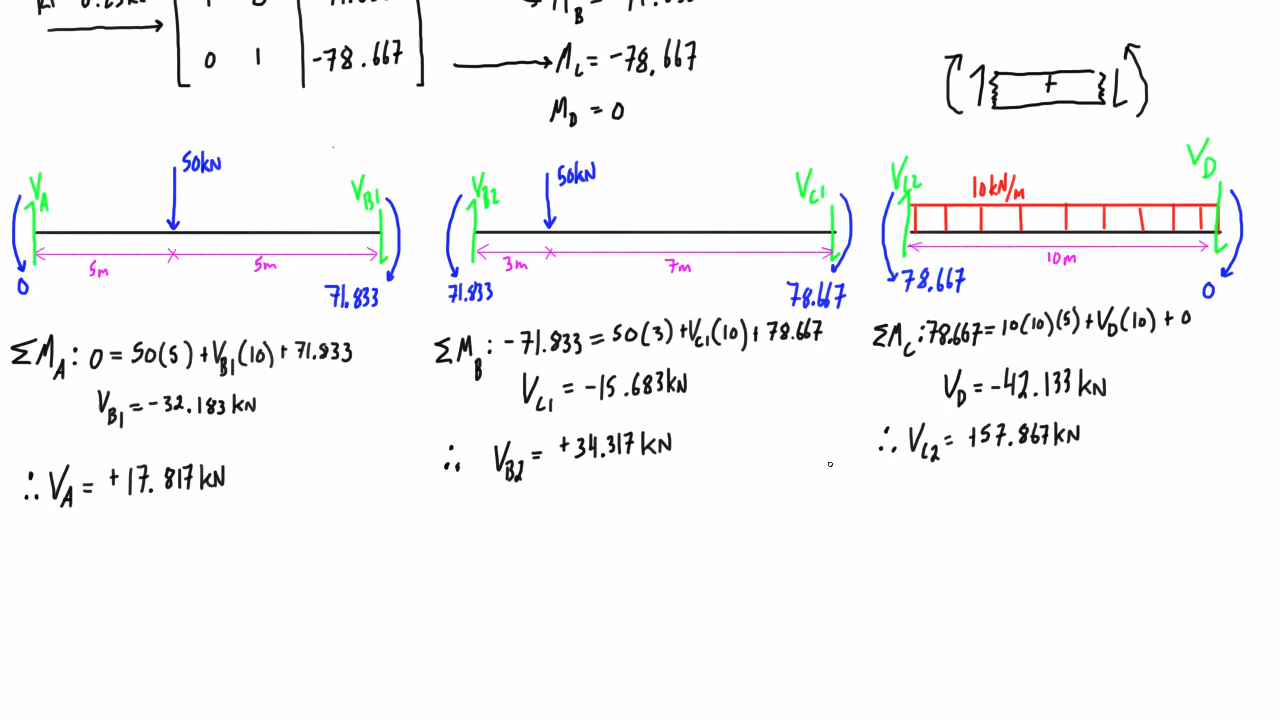 0 1 -78.667 → M_C = -78.667
M_D = 0
+
V_A 50kN V_B1
5m 5m
0 71.833
V_B2 50kN V_C1
3m 7m
71.833 78.667
V_C2 10kN/m V_D
10m
78.667 0
ΣM_A: 0 = 50(5) + V_B1(10) + 71.833
V_B1 = -32.183 kN
∴ V_A = +17.817 kN
ΣM_B: -71.833 = 50(3) + V_C1(10) + 78.667
V_C1 = -15.683 kN
∴ V_B2 = +34.317 KN
ΣM_C: 78.667 = 10(10)(5) + V_D(10) + 0
V_D = -42.133 KN
∴ V_C2 = +57.867 KN